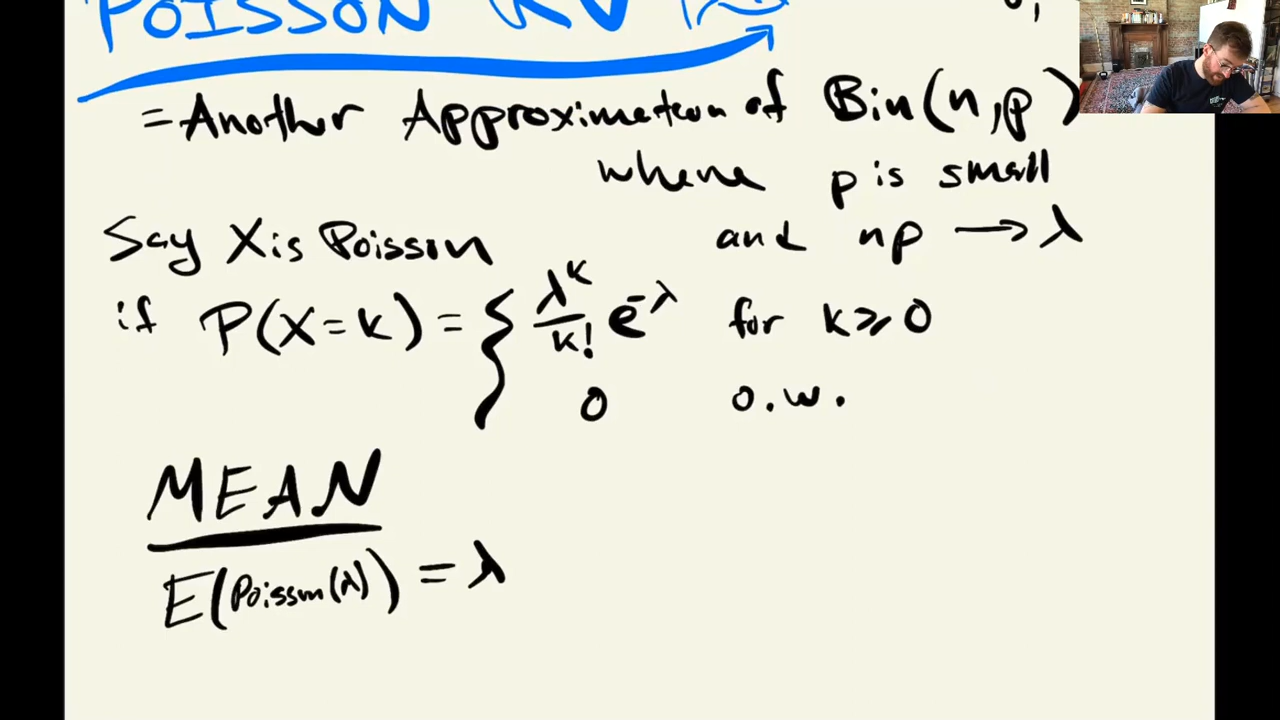 POISSON RV
= Another Approximation of Bin(n,p)
where p is small
and np → λ
Say X is Poisson
if P(X=k) = { λ^k/k! e^-λ for k ≥ 0
0 o.w.
MEAN
E(Poisson(λ)) = λ